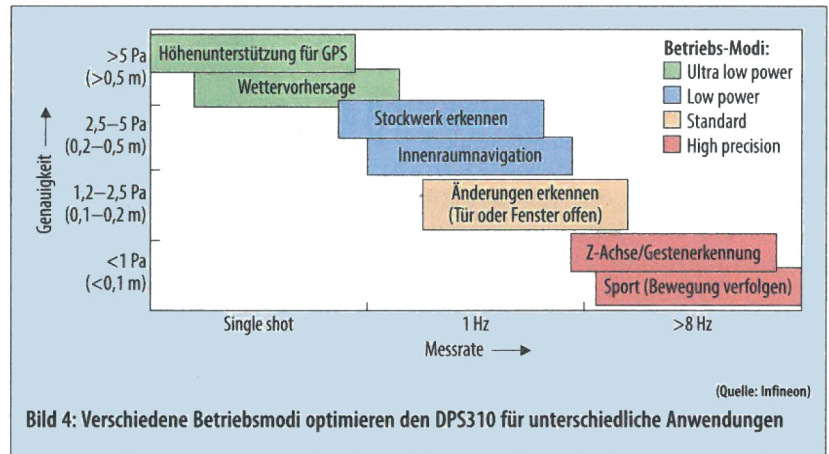 >5 Pa
(>0,5 m)
2,5–5 Pa
(0,2–0,5 m)
1,2–2,5 Pa
(0,1–0,2 m)
<1 Pa
(<0,1 m)
Genauigkeit
Höhenunterstützung für GPS
Wettervorhersage
Stockwerk erkennen
Innenraumnavigation
Änderungen erkennen
(Tür oder Fenster offen)
Z-Achse/Gestenerkennung
Sport (Bewegung verfolgen)
Betriebs-Modi:
Ultra low power
Low power
Standard
High precision
Single shot
1 Hz
>8 Hz
Messrate
(Quelle: Infineon)
Bild 4: Verschiedene Betriebsmodi optimieren den DPS310 für unterschiedliche Anwendungen